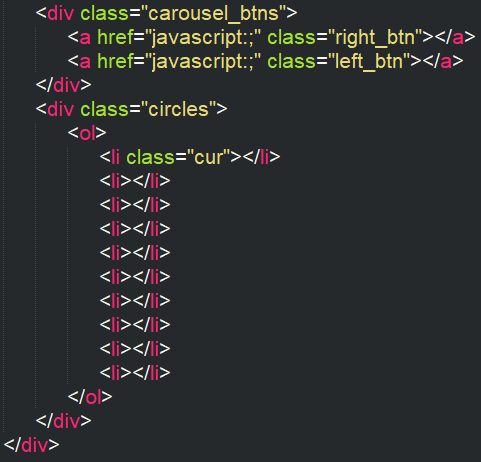 <div class="carousel_btns">
<a href="javascript:;" class="right_btn"></a>
<a href="javascript:;" class="left_btn"></a>
</div>
<div class="circles">
<ol>
<li class="cur"></li>
<li></li>
<li></li>
<li></li>
<li></li>
<li></li>
<li></li>
<li></li>
<li></li>
<li></li>
</ol>
</div>
</div>